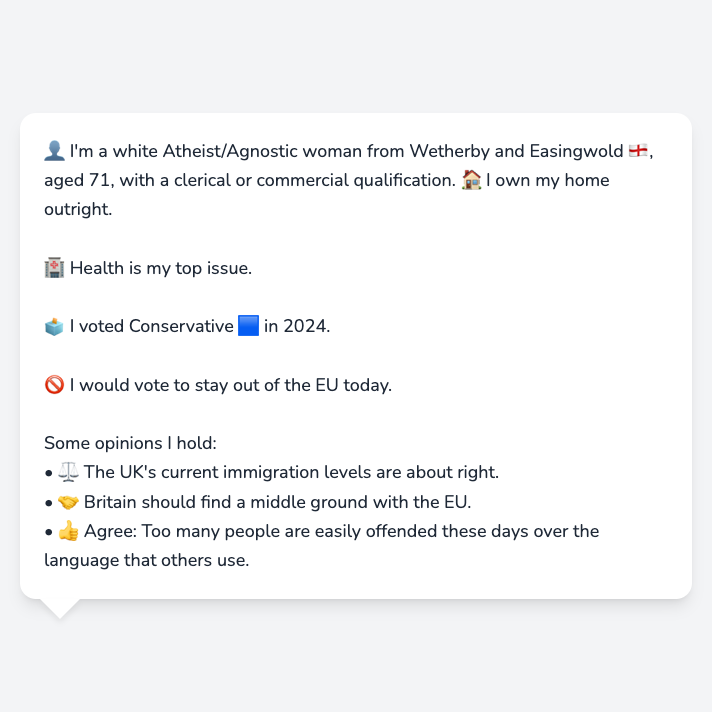 👤 I'm a white Atheist/Agnostic woman from Wetherby and Easingwold 🏴󠁧󠁢󠁥󠁮󠁧󠁿,
aged 71, with a clerical or commercial qualification. 🏠 I own my home
outright.
🏥 Health is my top issue.
🗳️ I voted Conservative 🟦 in 2024.
🚫 I would vote to stay out of the EU today.
Some opinions I hold:
• ⚖️ The UK's current immigration levels are about right.
• 🤝 Britain should find a middle ground with the EU.
• 👍 Agree: Too many people are easily offended these days over the
language that others use.